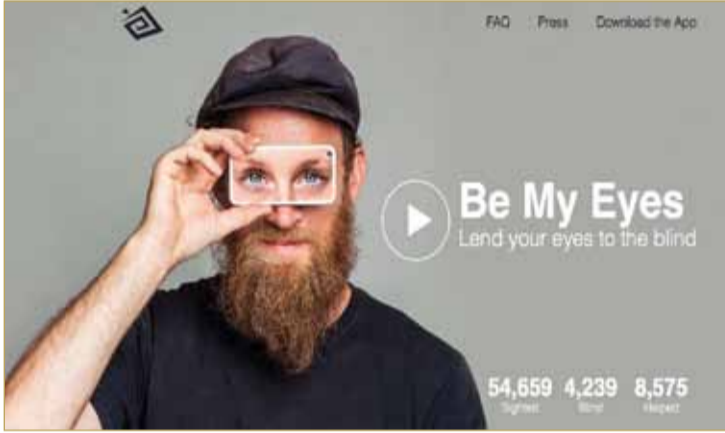 FAQ Press Download the App
Be My Eyes
Lend your eyes to the blind
54,659 4,239 8,575
Sighted Blind Helped